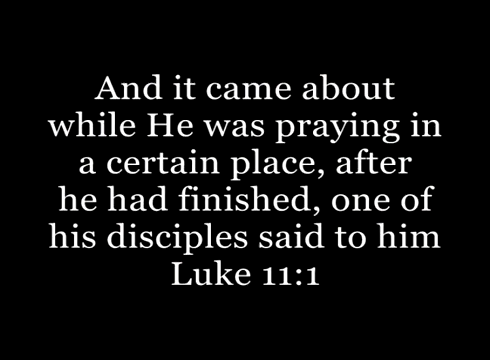 And it came about
while He was praying in
a certain place, after
he had finished, one of
his disciples said to him
Luke 11:1